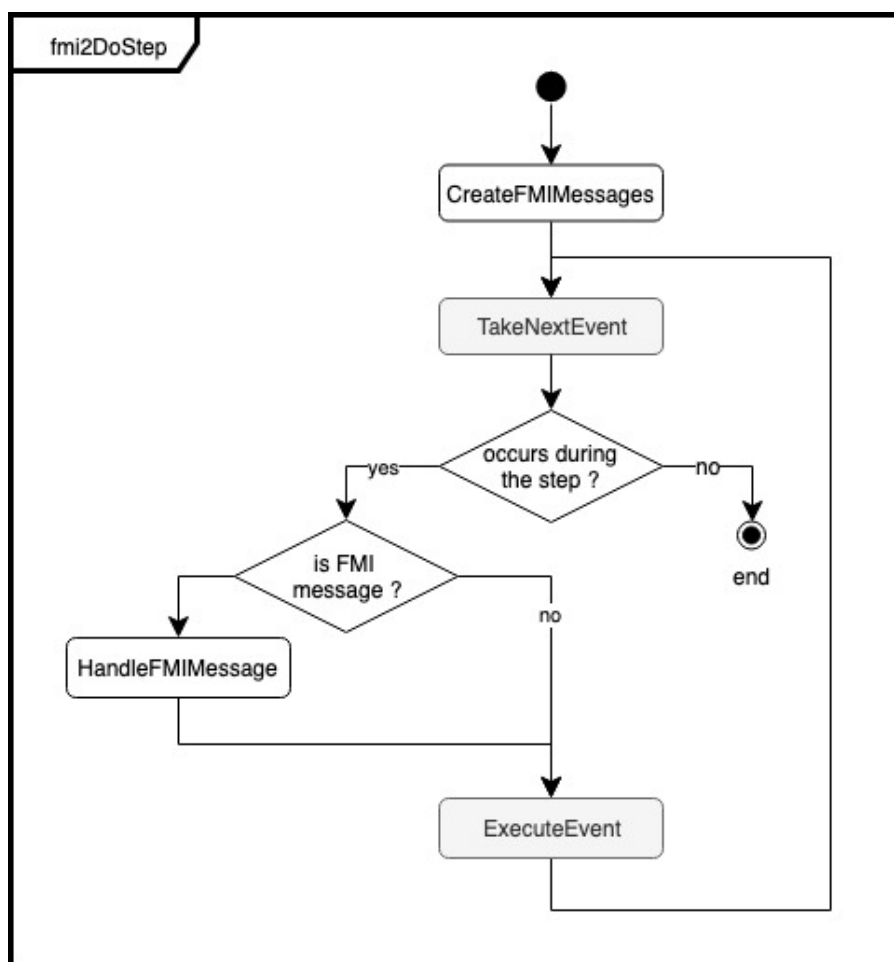 fmi2DoStep
CreateFMIMessages
TakeNextEvent
occurs during
the step ?
yes
no
is FMI
message ?
end
no
HandleFMIMessage
ExecuteEvent